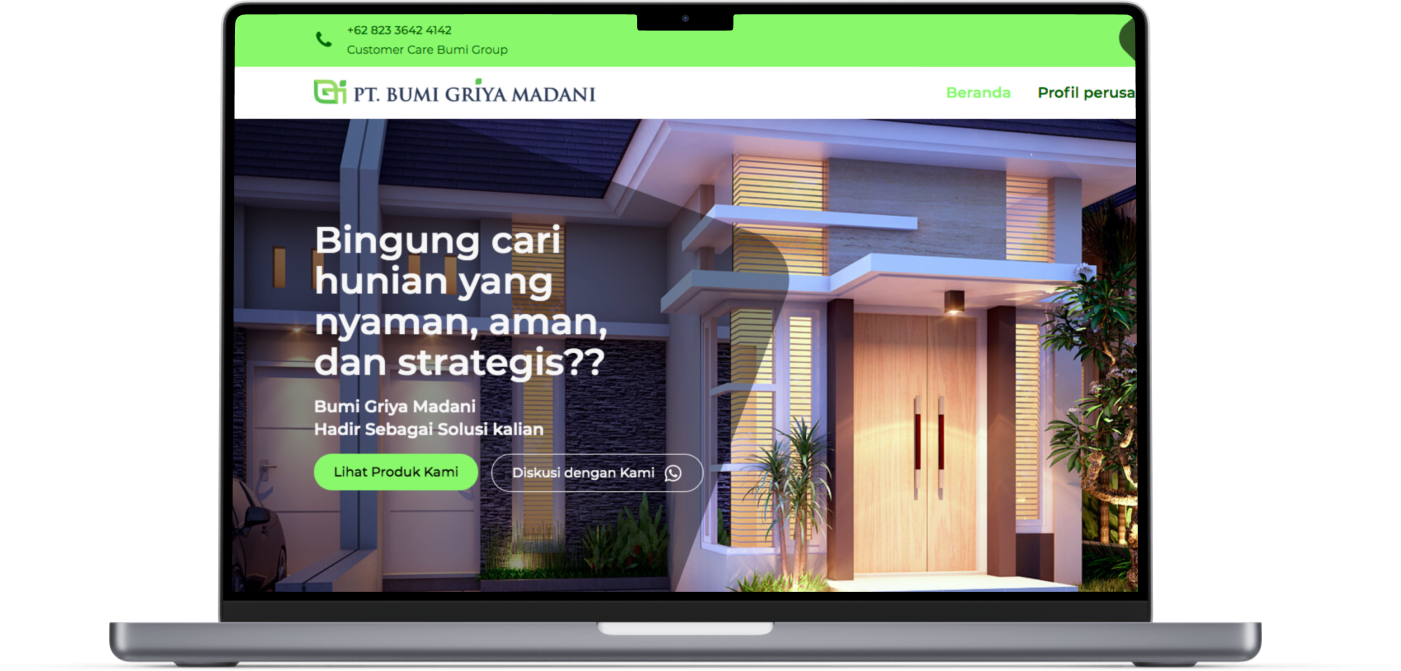 +62 823 3642 4142
Customer Care Bumi Group
PT. BUMI GRIYA MADANI
Beranda
Profil perusa
Bingung cari
hunian yang
nyaman, aman,
dan strategis??
Bumi Griya Madani
Hadir Sebagai Solusi kalian
Lihat Produk Kami
Diskusi dengan Kami